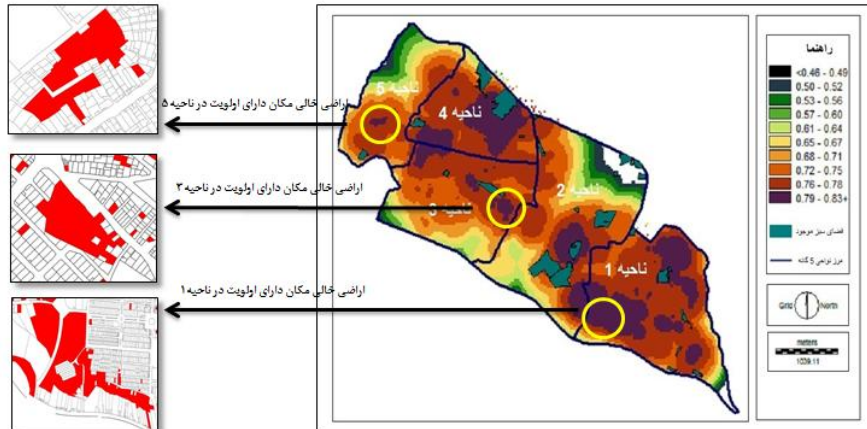 اراضی خالی مکان دارای اولویت در ناحیه ۵
اراضی خالی مکان دارای اولویت در ناحیه ۳
اراضی خالی مکان دارای اولویت در ناحیه ۱
ناحیه 5
ناحیه 4
ناحیه 2
ناحیه 3
ناحیه 1
راهنما
<0.46 - 0.49
0.50 - 0.52
0.53 - 0.56
0.57 - 0.60
0.61 - 0.64
0.65 - 0.67
0.68 - 0.71
0.72 - 0.75
0.76 - 0.78
0.79 - 0.83+
فضای سبز موجود
مرز نواحی 5 گانه
Grid North
meters
1039.11